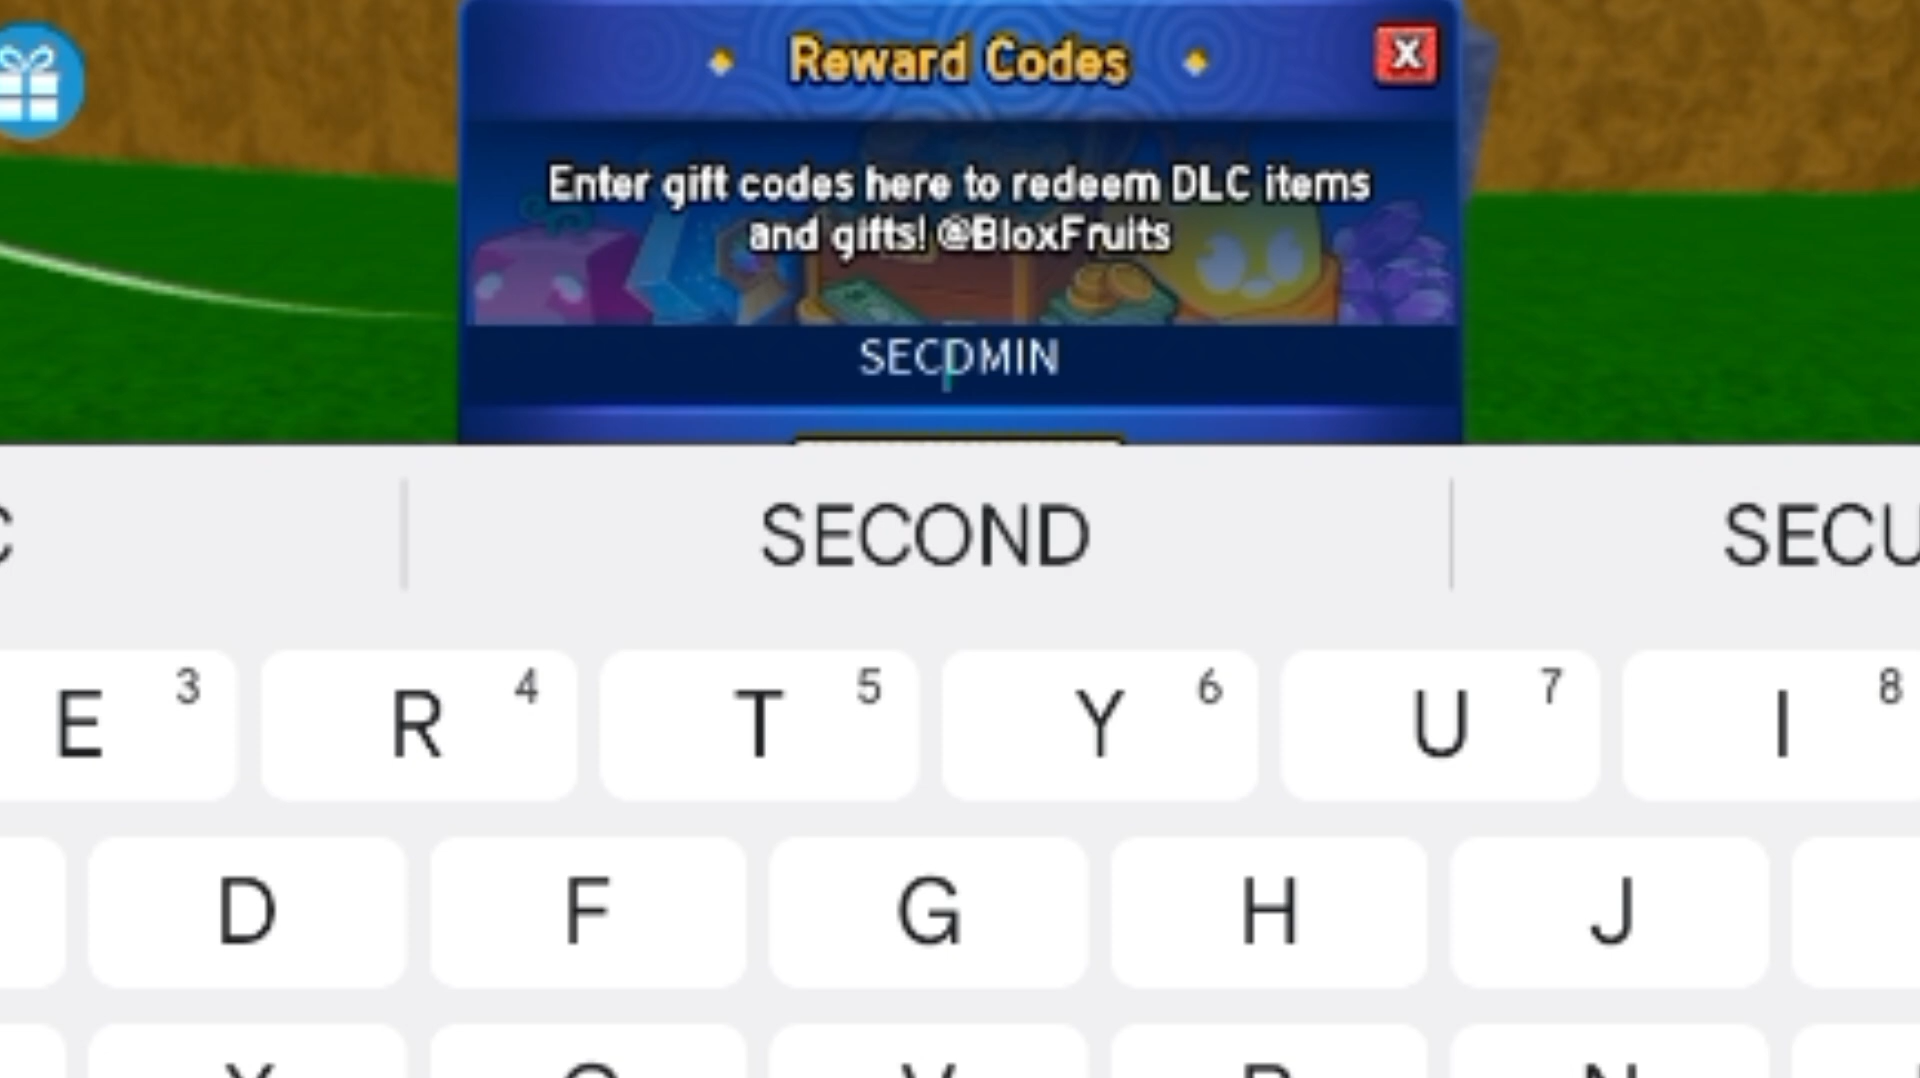 Reward Codes
X
Enter gift codes here to redeem DLC items
and gifts! @BloxFruits
SECDMIN
C SECOND SECU
E 3 R 4 T 5 Y 6 U 7 I 8
D F G H J
X C V B N